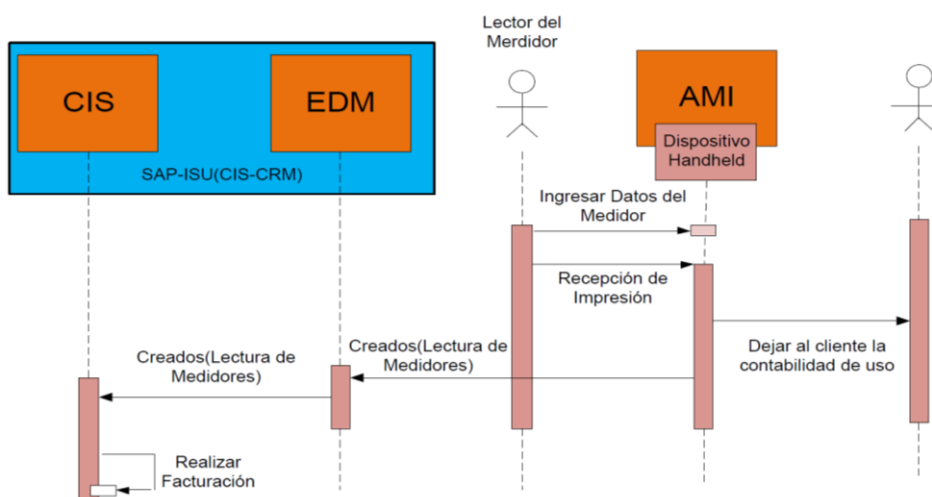 Lector del
Merdidor
CIS
EDM
AMI
Dispositivo
Handheld
SAP-ISU(CIS-CRM)
Ingresar Datos del
Medidor
Recepción de
Impresión
Dejar al cliente la
contabilidad de uso
Creados(Lectura de
Medidores)
Creados(Lectura de
Medidores)
Realizar
Facturación